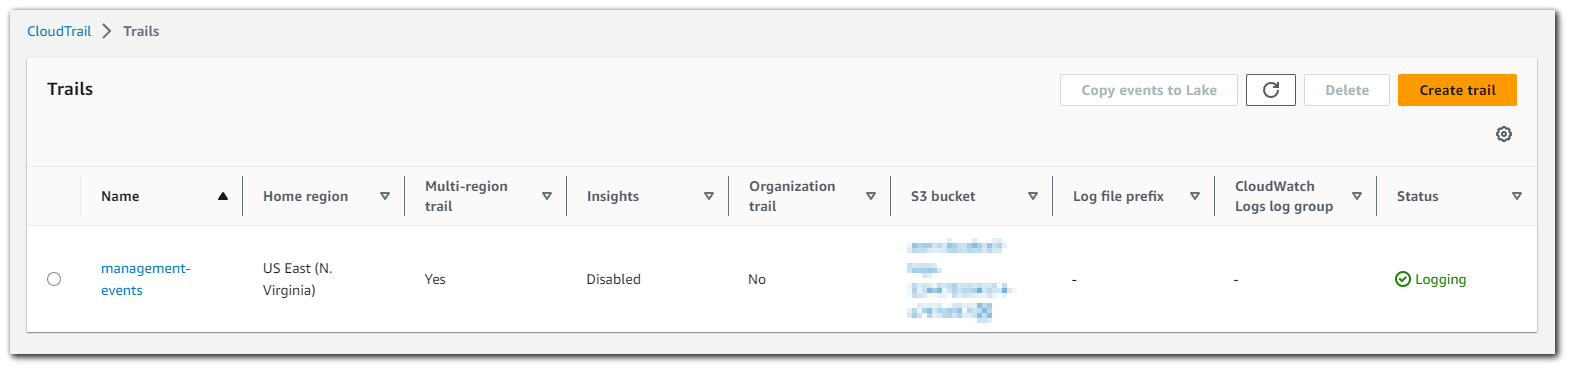 CloudTrail > Trails
Trails
Copy events to Lake
Delete
Create trail
Name
Home region
Multi-region
trail
Insights
Organization
trail
S3 bucket
Log file prefix
CloudWatch
Logs log group
Status
management-
events
US East (N.
Virginia)
Yes
Disabled
No
-
-
Logging